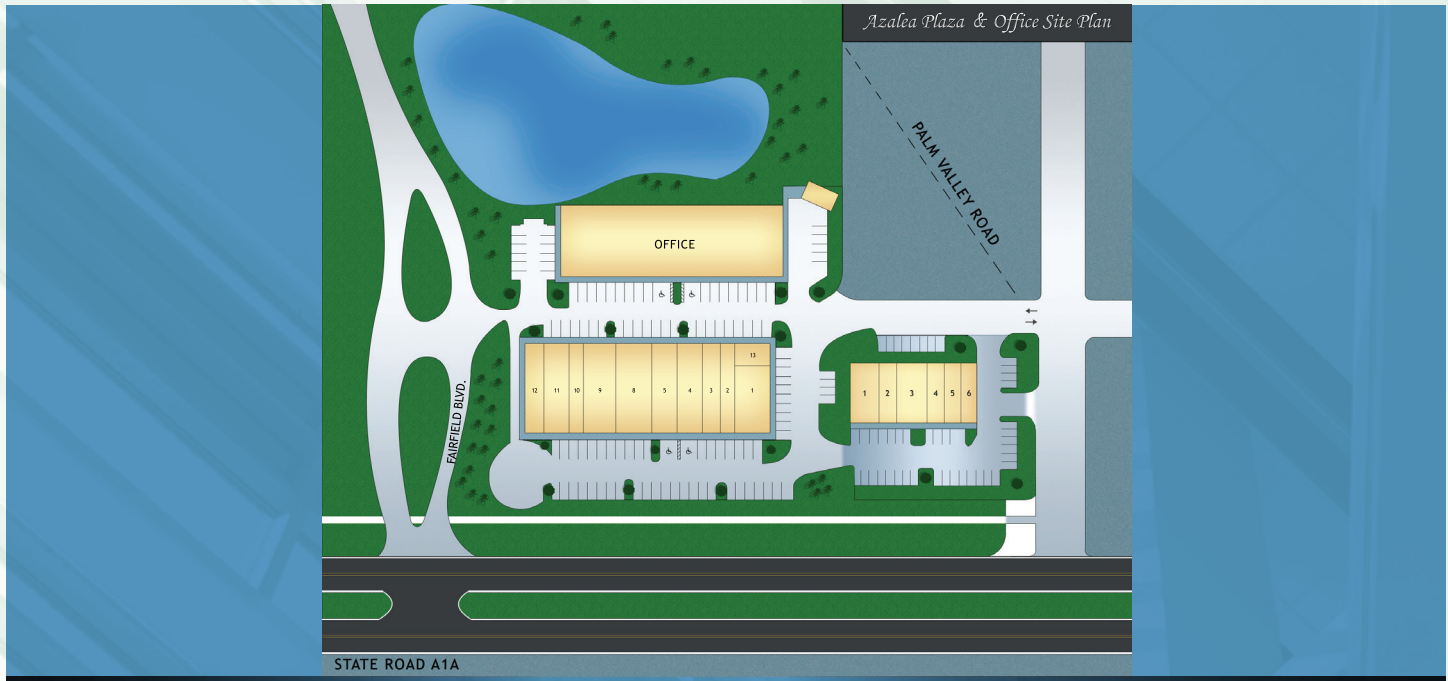 Azalea Plaza & Office Site Plan
PALM VALLEY ROAD
OFFICE
13
12 11 10 9 8 5 4 3 2 1
1 2 3 4 5 6
FAIRFIELD BLVD.
STATE ROAD A1A